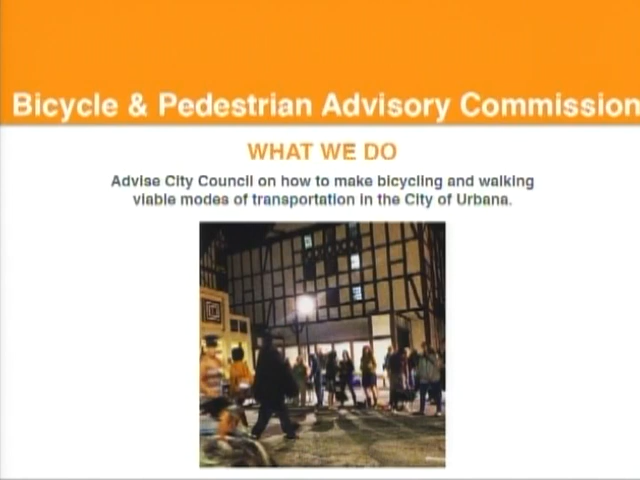 Bicycle & Pedestrian Advisory Commission
WHAT WE DO
Advise City Council on how to make bicycling and walking
viable modes of transportation in the City of Urbana.